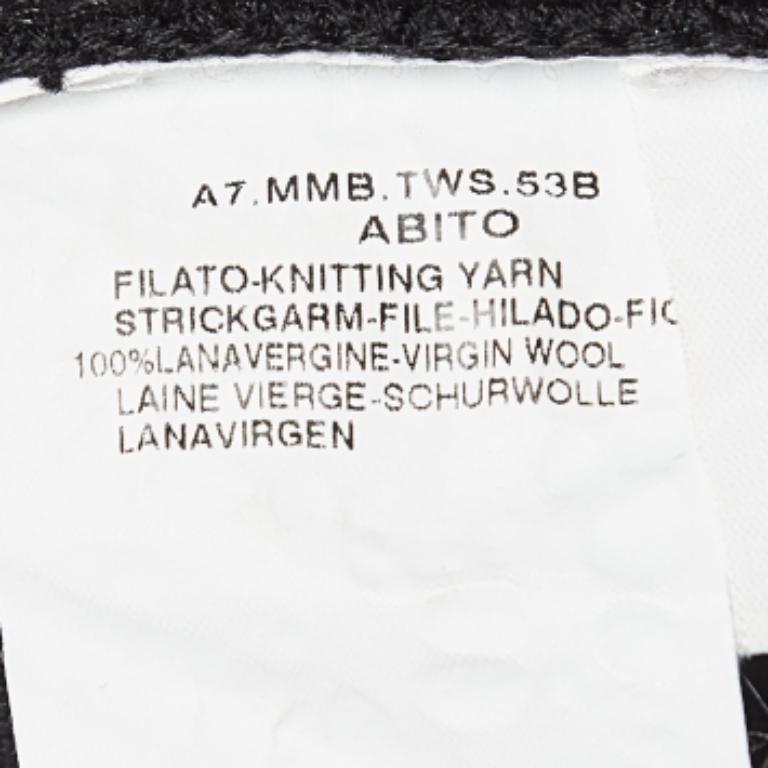 A7.MMB.TWS.53B
ABITO
FILATO-KNITTING YARN
STRICKGARM-FILE-HILADO-FIC
100%LANAVERGINE-VIRGIN WOOL
LAINE VIERGE-SCHURWOLLE
LANAVIRGEN